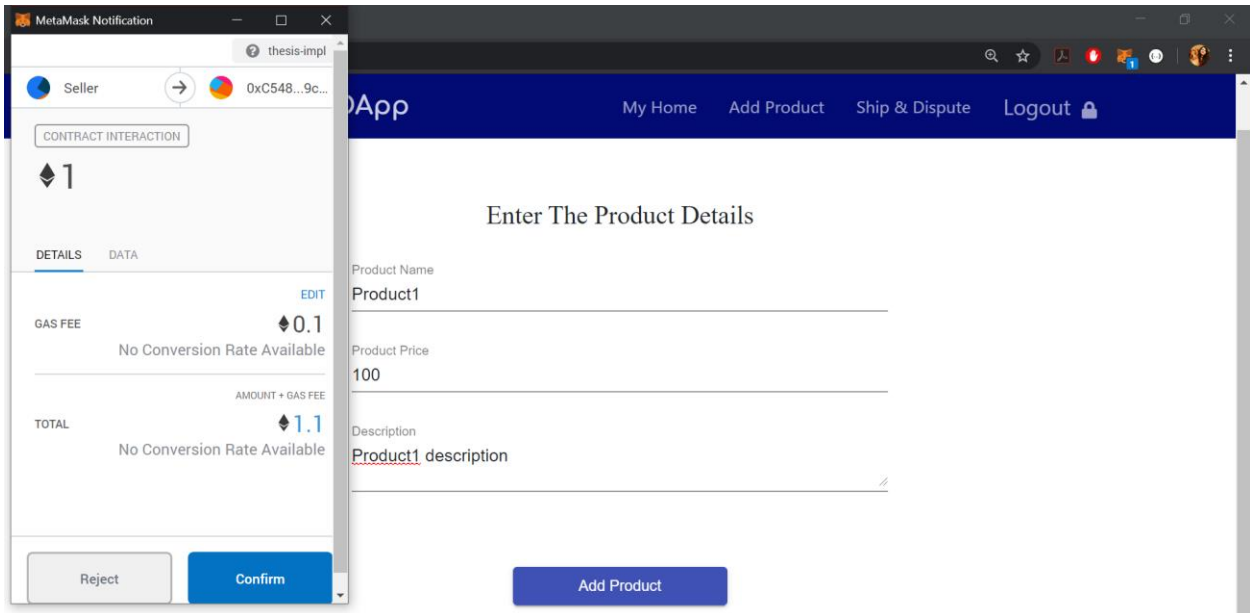 MetaMask Notification
thesis-impl
Seller
0xC548...9c...
CONTRACT INTERACTION
1
DETAILS DATA
EDIT
GAS FEE
0.1
No Conversion Rate Available
AMOUNT + GAS FEE
TOTAL
1.1
No Conversion Rate Available
Reject Confirm
1
DApp My Home Add Product Ship & Dispute Logout
Enter The Product Details
Product Name
Product1
Product Price
100
Description
Product1 description
Add Product